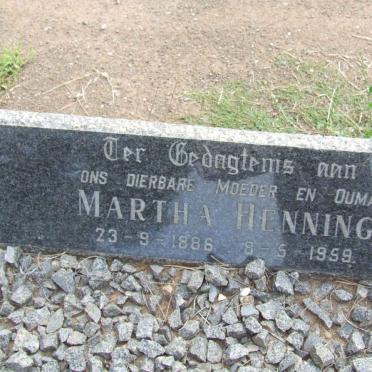 Ter Gedagtenis aan
ONS DIERBARE MOEDER EN OUMA
MARTHA HENNING
23-9-1886 8-5-1959.